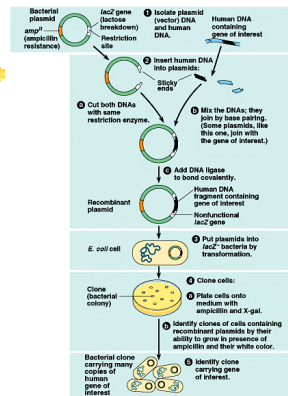 Bacterial
plasmid
lacZ gene
(lactose
breakdown)
ampR
(ampicillin
resistance)
Restriction
site
1 Isolate plasmid
(vector) DNA
and human
DNA.
Human DNA
containing
gene of interest
2 Insert human DNA
into plasmids:
Sticky
ends
a Cut both DNAs
with same
restriction enzyme.
b Mix the DNAs; they
join by base pairing.
(Some plasmids, like
this one, join with
the gene of interest.)
c Add DNA ligase
to bond covalently.
Recombinant
plasmid
Human DNA
fragment containing
gene of interest
Nonfunctional
lacZ gene
3 Put plasmids into
lacZ– bacteria by
transformation.
E. coli cell
4 Clone cells:
Clone
(bacterial
colony)
a Plate cells onto
medium with
ampicillin and X-gal.
b Identify clones of cells containing
recombinant plasmids by their
ability to grow in presence of
ampicillin and their white color.
Bacterial clone
carrying many
copies of
human
gene of
interest
5 Identify clone
carrying gene
of interest.